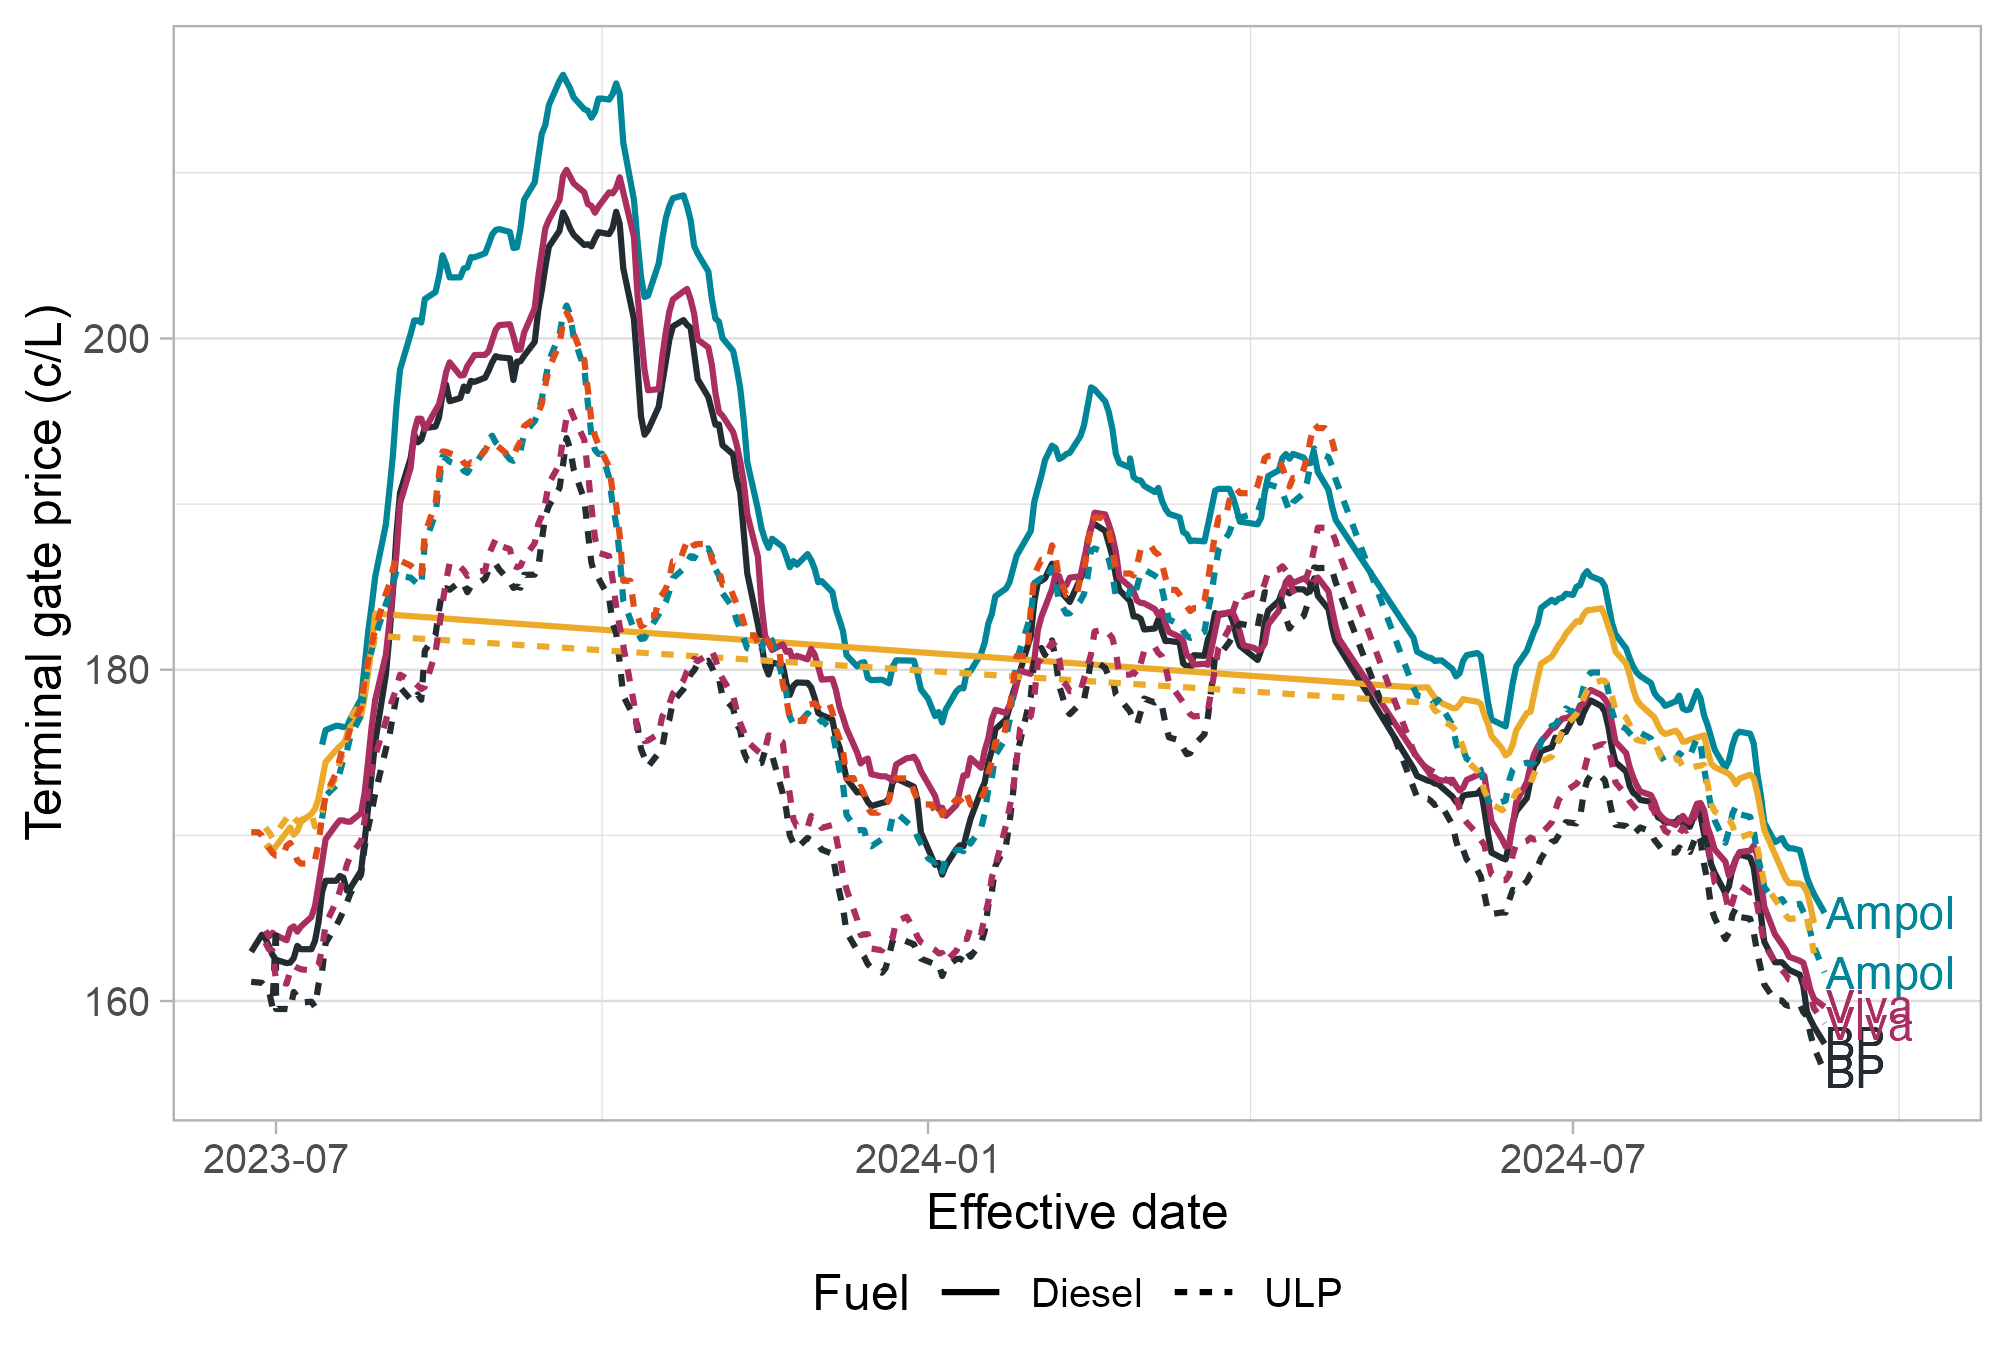 Terminal gate price (c/L)
200
180
160
Ampol
Ampol
Viva
Viva
BP
BP
2023-07 2024-01 2024-07
Effective date
Fuel Diesel ULP